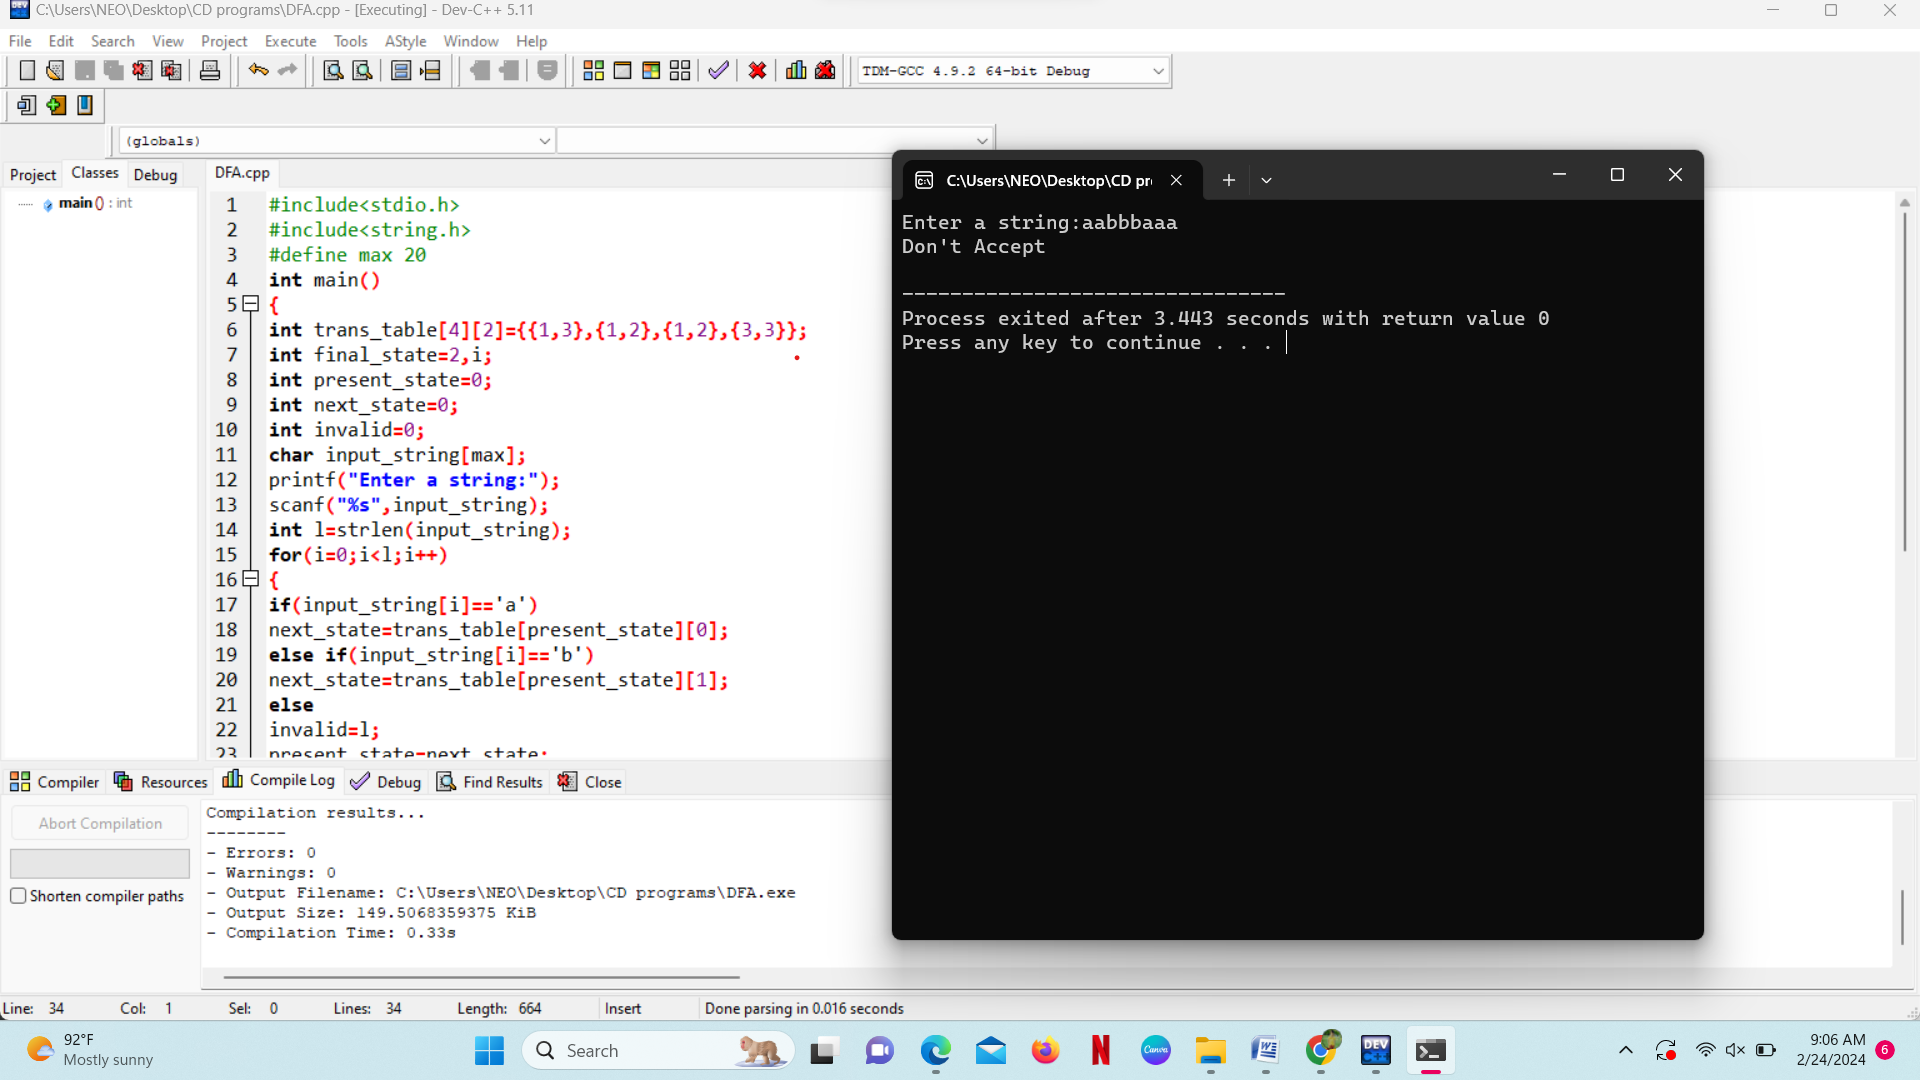 C:\Users\NEO\Desktop\CD programs\DFA.cpp - [Executing] - Dev-C++ 5.11
File Edit Search View Project Execute Tools AStyle Window Help
TDM-GCC 4.9.2 64-bit Debug
(globals)
Project Classes Debug
main () : int
DFA.cpp
1 #include<stdio.h>
2 #include<string.h>
3 #define max 20
4 int main()
5 {
6 int trans_table[4][2]={{1,3},{1,2},{1,2},{3,3}};
7 int final_state=2,i;
8 int present_state=0;
9 int next_state=0;
10 int invalid=0;
11 char input_string[max];
12 printf("Enter a string:");
13 scanf("%s",input_string);
14 int l=strlen(input_string);
15 for(i=0;i<l;i++)
16 {
17 if(input_string[i]=='a')
18 next_state=trans_table[present_state][0];
19 else if(input_string[i]=='b')
20 next_state=trans_table[present_state][1];
21 else
22 invalid=l;
23 present_state=next_state;
C:\Users\NEO\Desktop\CD pr
Enter a string:aabbbaaa
Don't Accept
--------------------------------
Process exited after 3.443 seconds with return value 0
Press any key to continue . . .
Compiler Resources Compile Log Debug Find Results Close
Abort Compilation
Shorten compiler paths
Compilation results...
--------
- Errors: 0
- Warnings: 0
- Output Filename: C:\Users\NEO\Desktop\CD programs\DFA.exe
- Output Size: 149.5068359375 KiB
- Compilation Time: 0.33s
Line: 34 Col: 1 Sel: 0 Lines: 34 Length: 664 Insert Done parsing in 0.016 seconds
92°F
Mostly sunny
Search
Canva
DEV C++
9:06 AM
2/24/2024
6